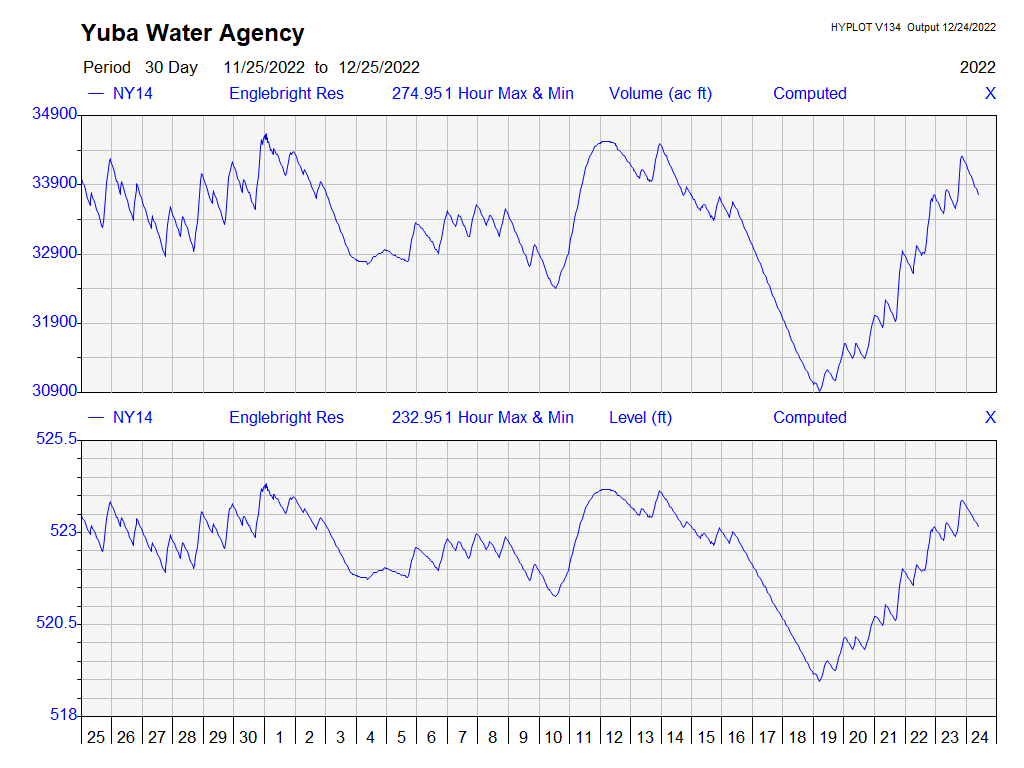 Yuba Water Agency
HYPLOT V134 Output 12/24/2022
Period 30 Day 11/25/2022 to 12/25/2022 2022
NY14 Englebright Res 274.951 Hour Max & Min Volume (ac ft) Computed X
34900
33900
32900
31900
30900
NY14 Englebright Res 232.951 Hour Max & Min Level (ft) Computed X
525.5
523
520.5
518
25 26 27 28 29 30 1 2 3 4 5 6 7 8 9 10 11 12 13 14 15 16 17 18 19 20 21 22 23 24